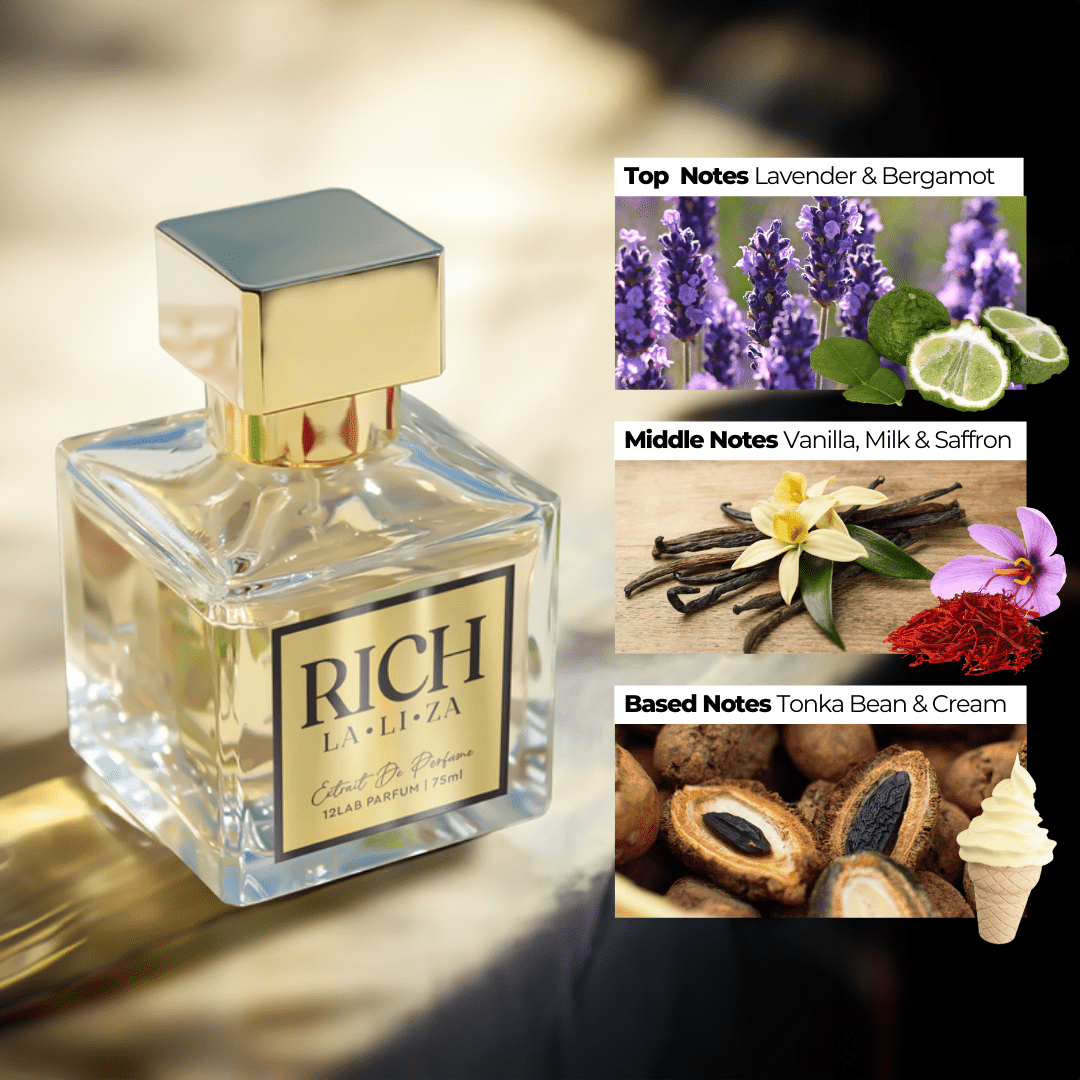 RICH
LA•LI•ZA
Extrait De Perfume
12LAB PARFUM | 75ml
Top Notes Lavender & Bergamot
Middle Notes Vanilla, Milk & Saffron
Based Notes Tonka Bean & Cream